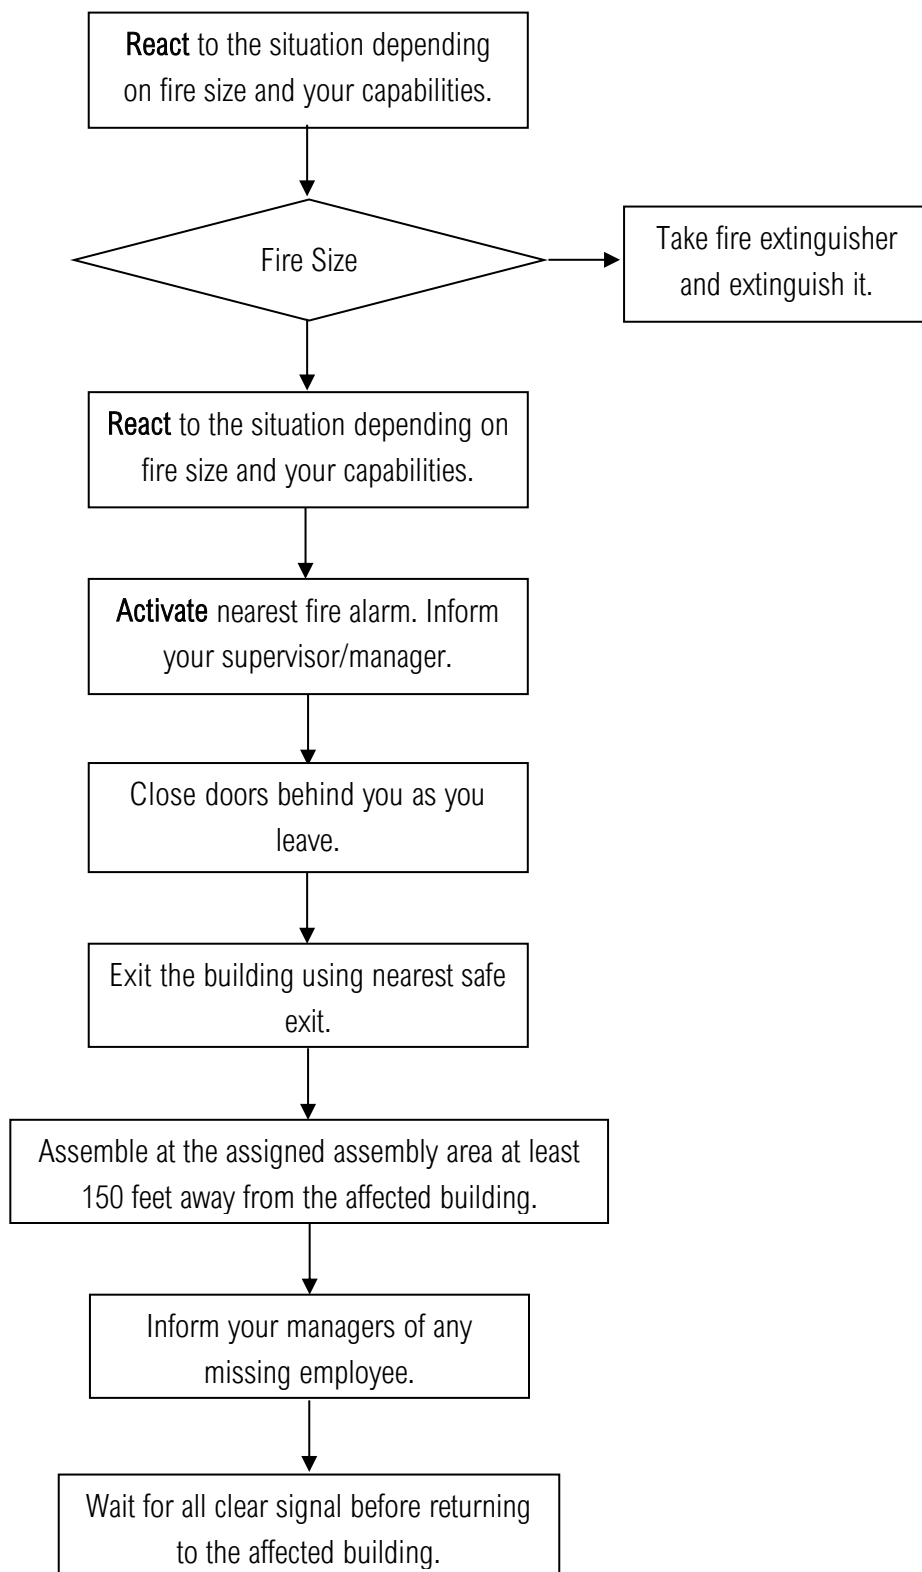 React to the situation depending
on fire size and your capabilities.
Fire Size
Take fire extinguisher
and extinguish it.
React to the situation depending on
fire size and your capabilities.
Activate nearest fire alarm. Inform
your supervisor/manager.
Close doors behind you as you
leave.
Exit the building using nearest safe
exit.
Assemble at the assigned assembly area at least
150 feet away from the affected building.
Inform your managers of any
missing employee.
Wait for all clear signal before returning
to the affected building.